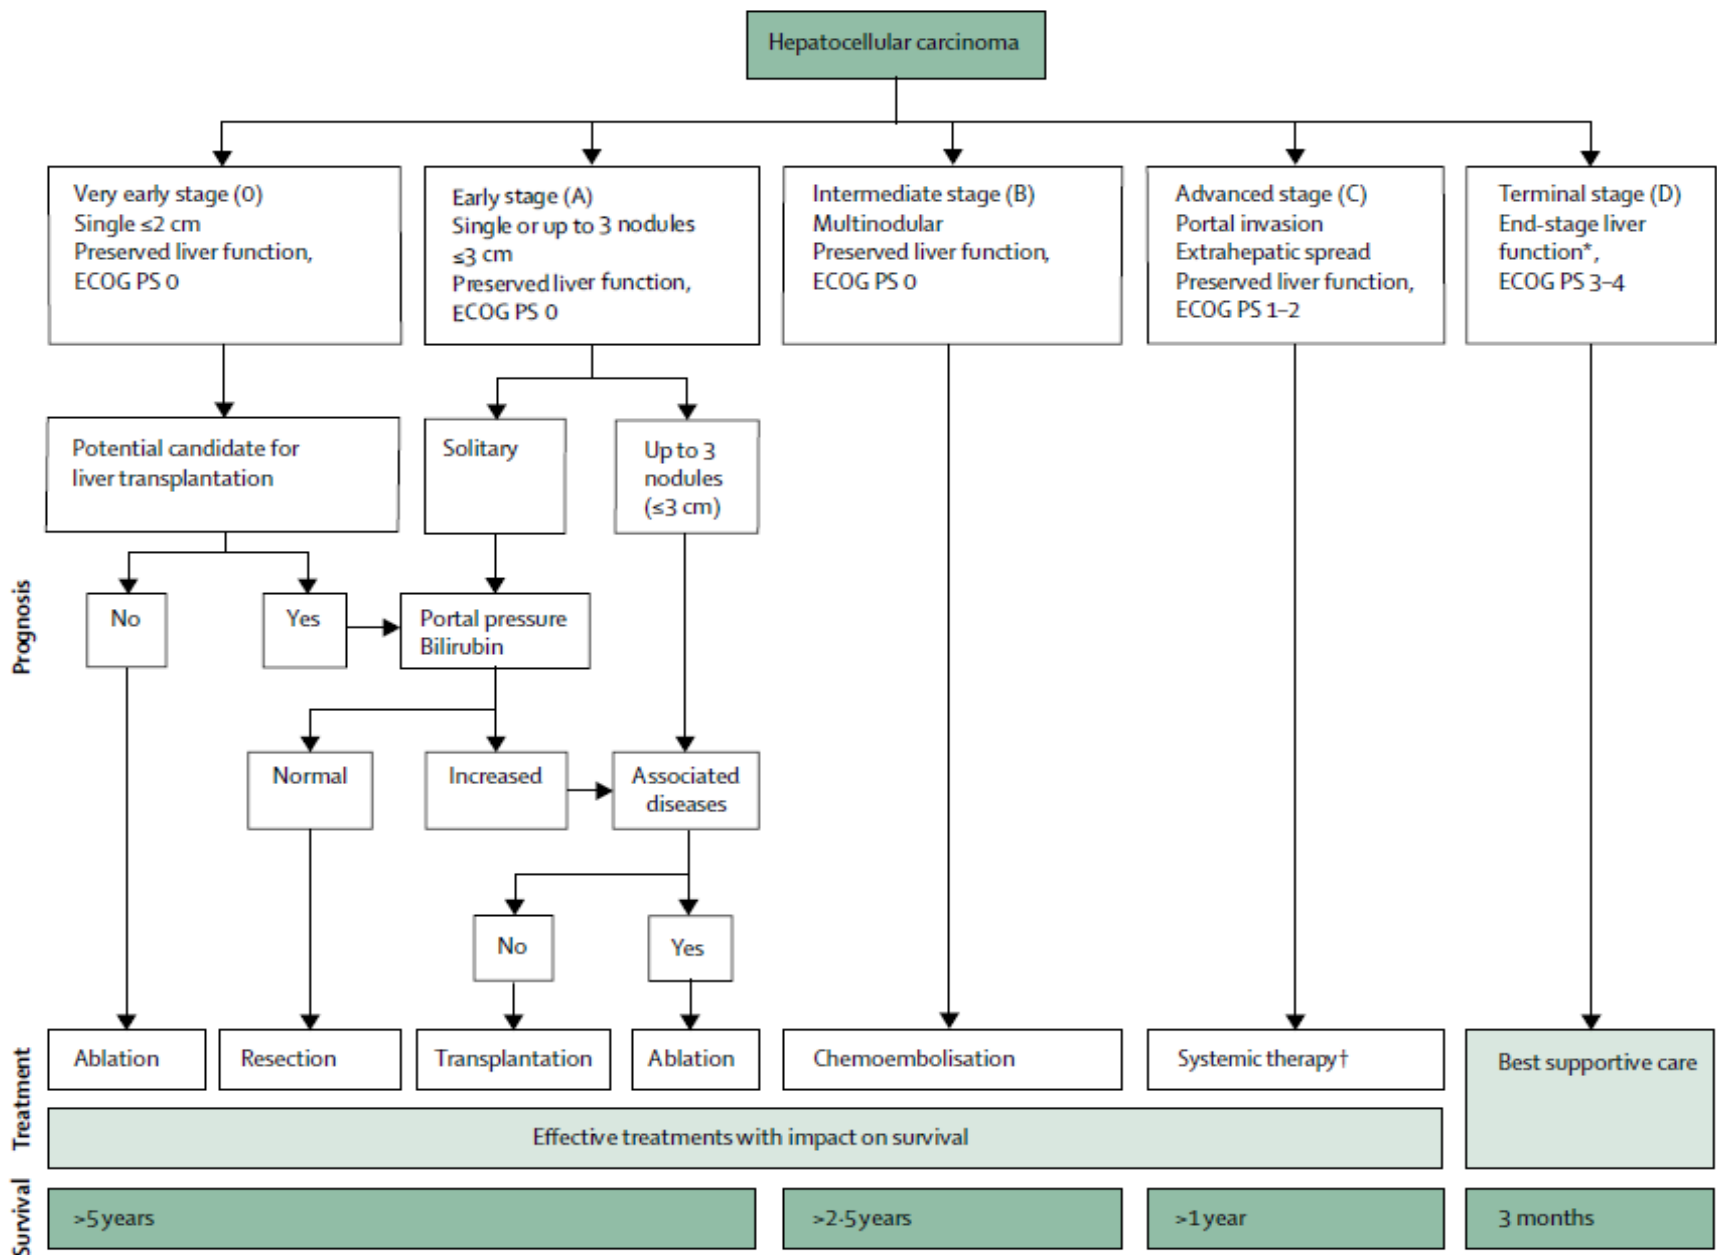 Hepatocellular carcinoma
Very early stage (0)
Single ≤2 cm
Preserved liver function,
ECOG PS 0
Early stage (A)
Single or up to 3 nodules
≤3 cm
Preserved liver function,
ECOG PS 0
Intermediate stage (B)
Multinodular
Preserved liver function,
ECOG PS 0
Advanced stage (C)
Portal invasion
Extrahepatic spread
Preserved liver function,
ECOG PS 1–2
Terminal stage (D)
End-stage liver
function*,
ECOG PS 3–4
Potential candidate for
liver transplantation
Solitary
Up to 3
nodules
(≤3 cm)
Prognosis
No
Yes
Portal pressure
Bilirubin
Normal
Increased
Associated
diseases
No
Yes
Treatment
Ablation
Resection
Transplantation
Ablation
Chemoembolisation
Systemic therapy†
Best supportive care
Effective treatments with impact on survival
Survival
>5 years
>2·5 years
>1 year
3 months